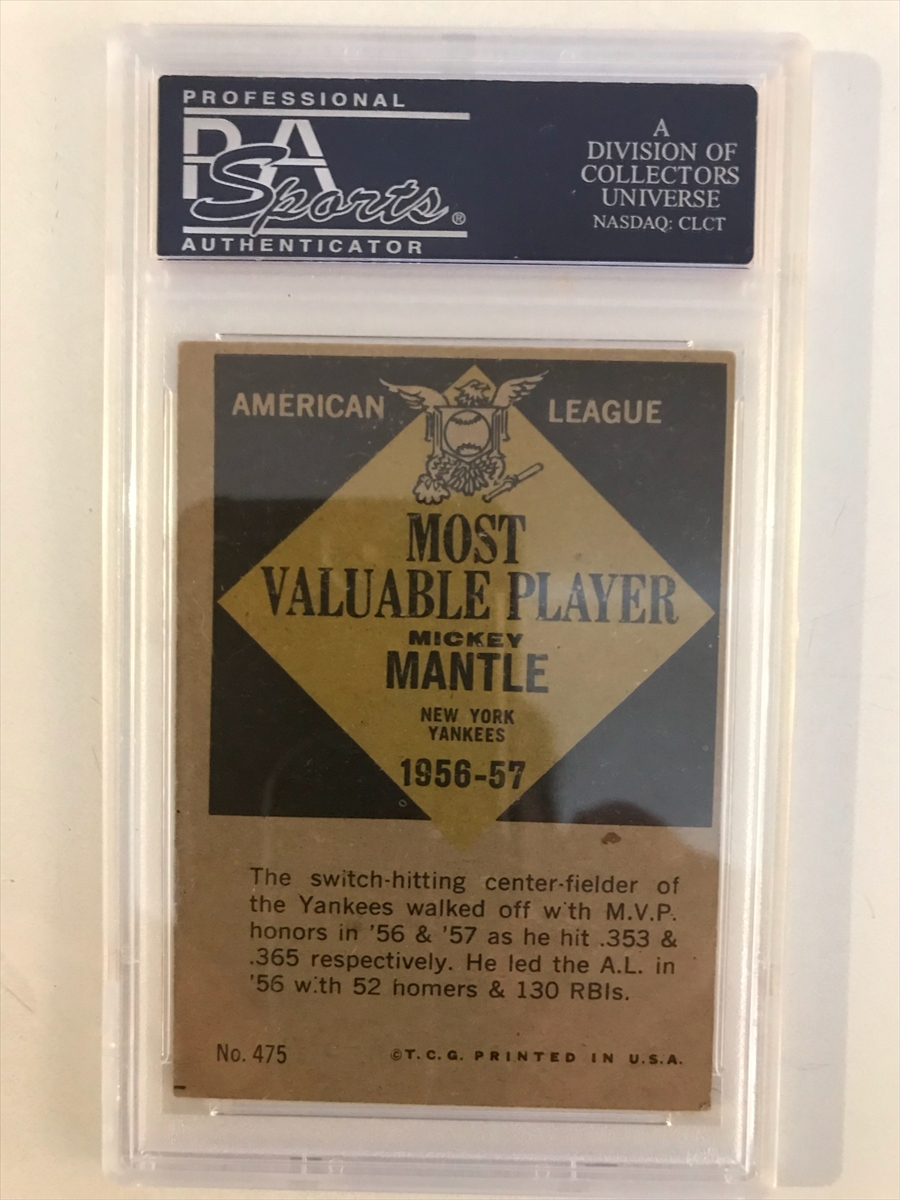 PROFESSIONAL
PSA
Sports®
AUTHENTICATOR
A
DIVISION OF
COLLECTORS
UNIVERSE
NASDAQ: CLCT
AMERICAN LEAGUE
MOST
VALUABLE PLAYER
MICKEY
MANTLE
NEW YORK
YANKEES
1956-57
The switch-hitting center-fielder of
the Yankees walked off with M.V.P.
honors in '56 & '57 as he hit .353 &
.365 respectively. He led the A.L. in
'56 with 52 homers & 130 RBIs.
No. 475 ©T.C.G. PRINTED IN U.S.A.